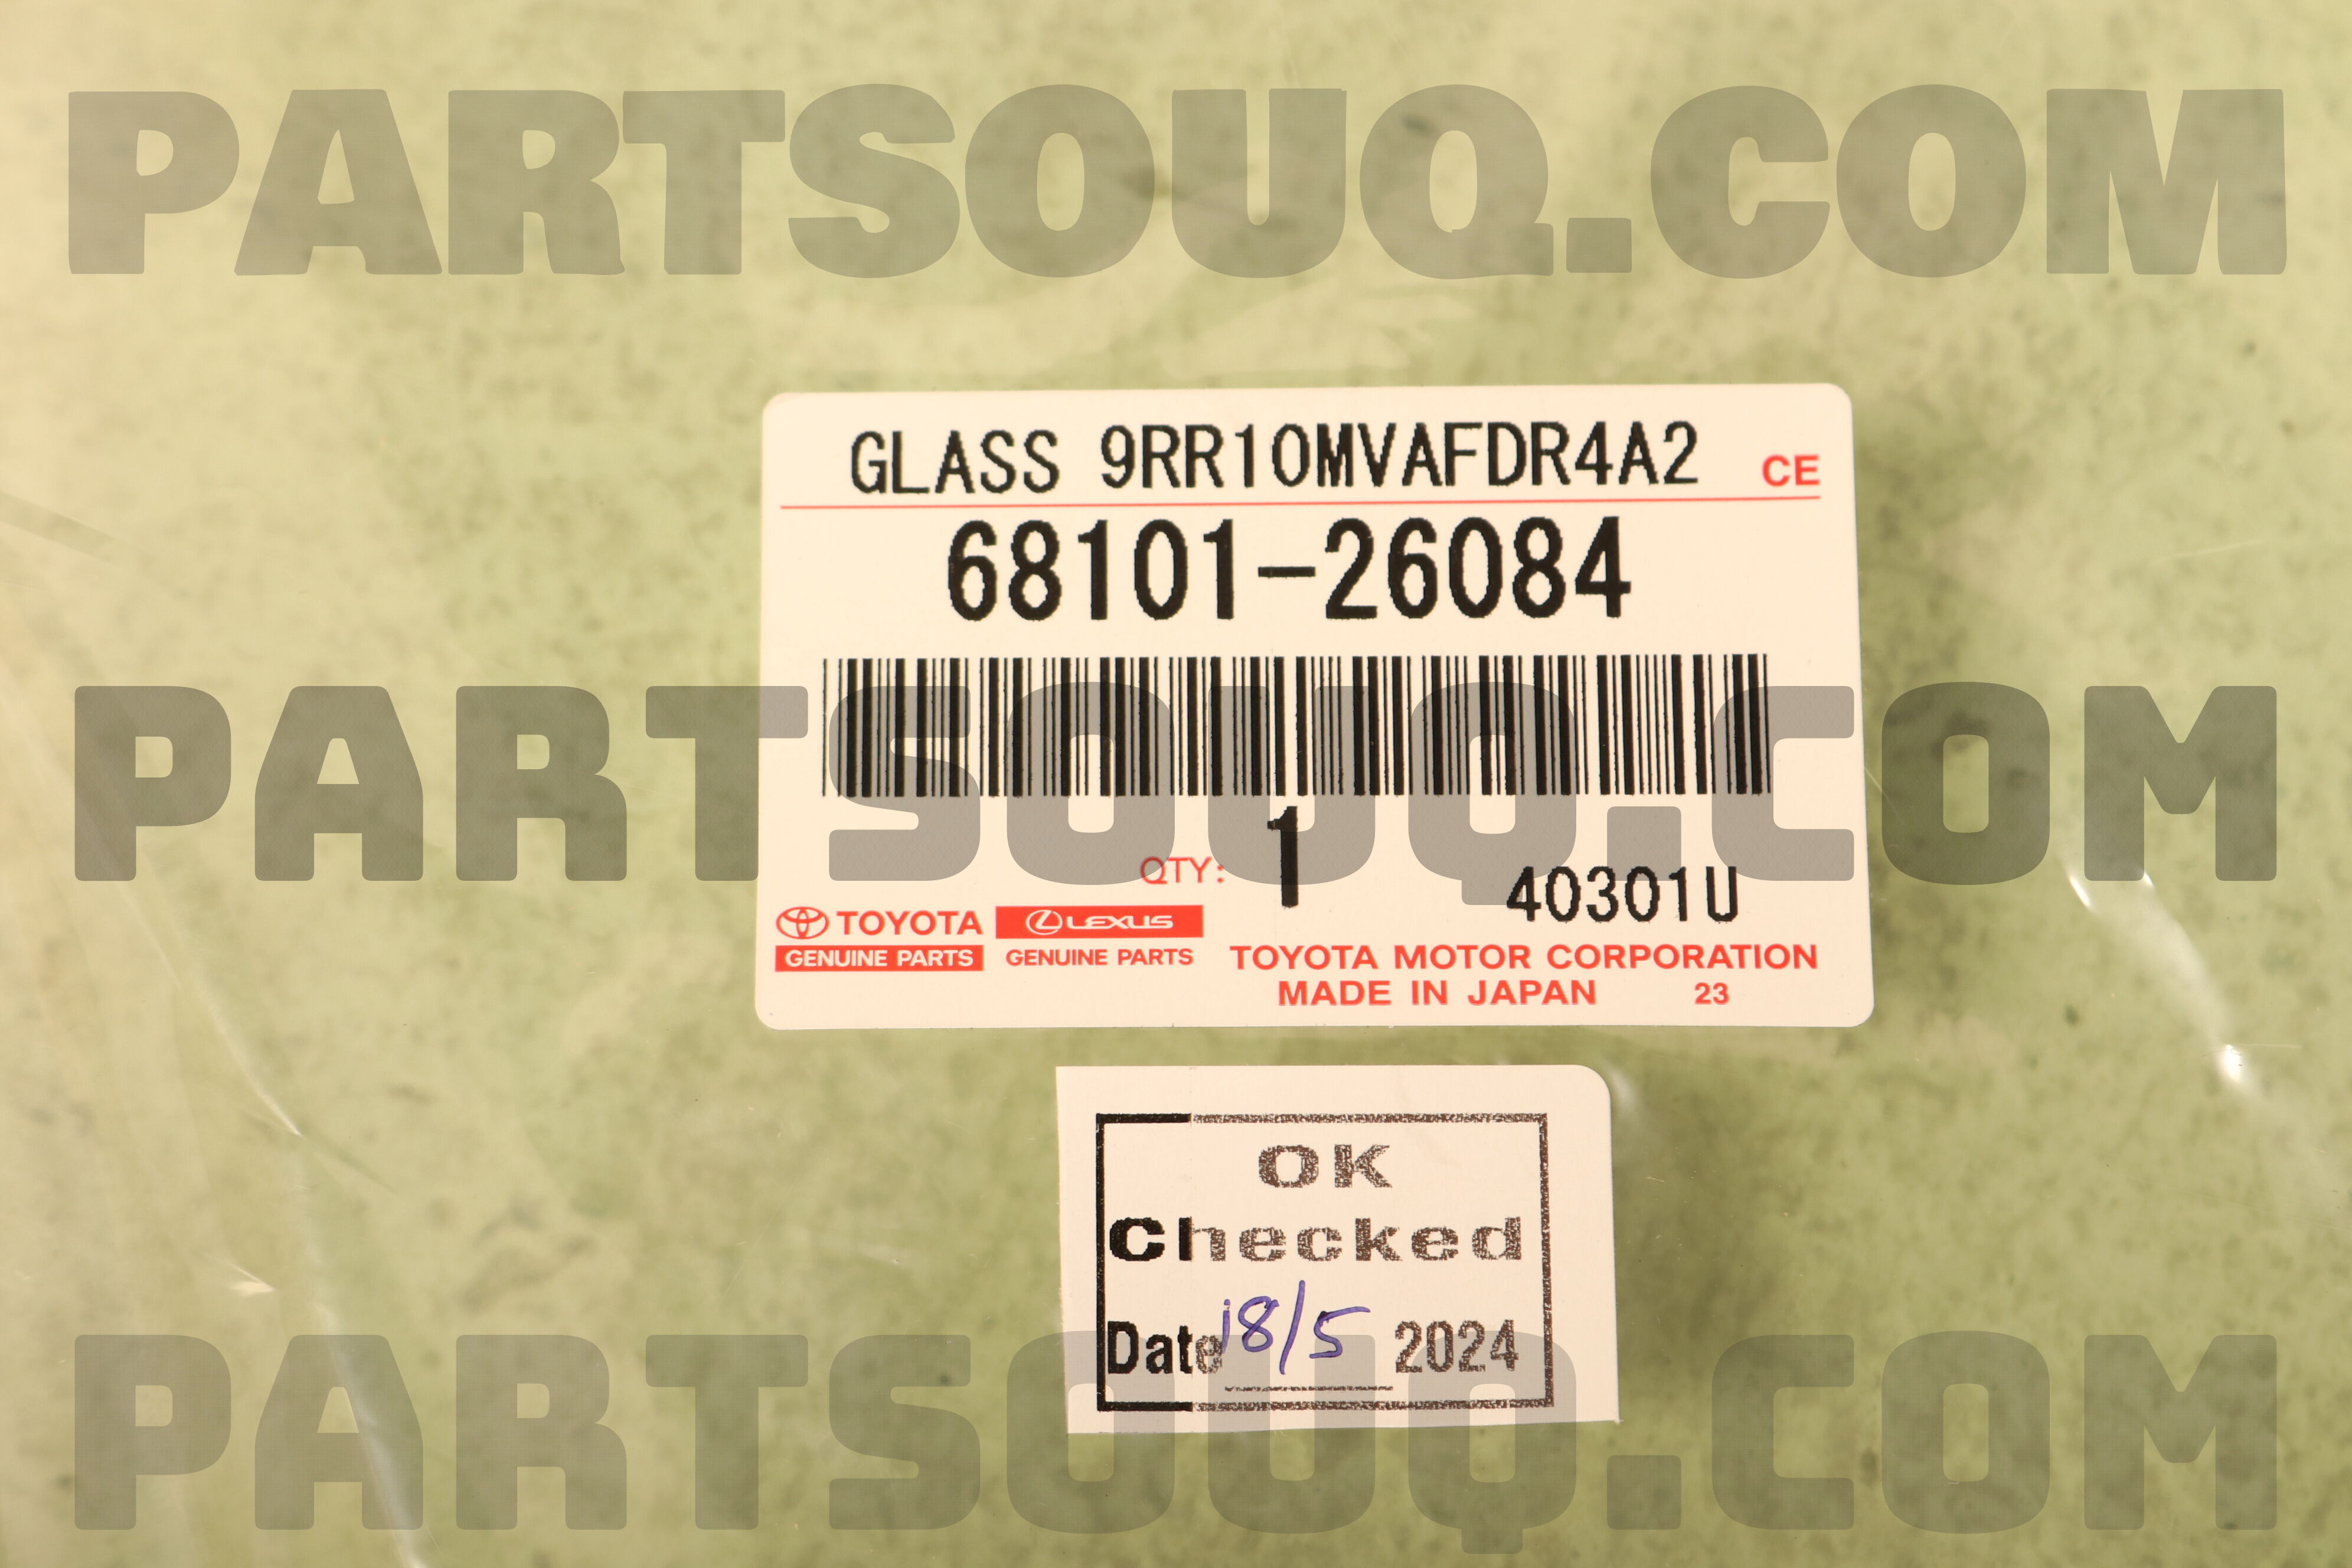 PARTSOUQ.COM
GLASS 9RR10MVAFDR4A2 CE
68101-26084
PARTSOUQ.COM
QTY: 1 40301U
TOYOTA LEXUS
GENUINE PARTS GENUINE PARTS TOYOTA MOTOR CORPORATION
MADE IN JAPAN 23
OK
Checked
Date 18/5 2024
PARTSOUQ.COM